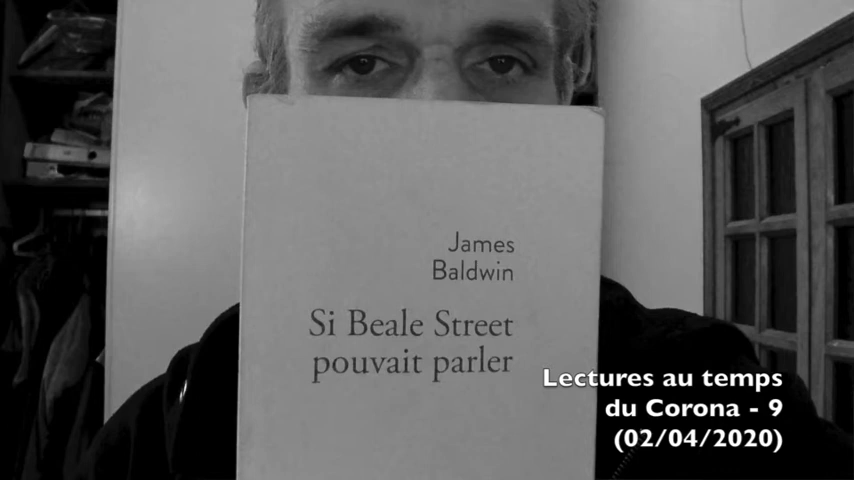 James
Baldwin
Si Beale Street
pouvait parler
Lectures au temps
du Corona - 9
(02/04/2020)